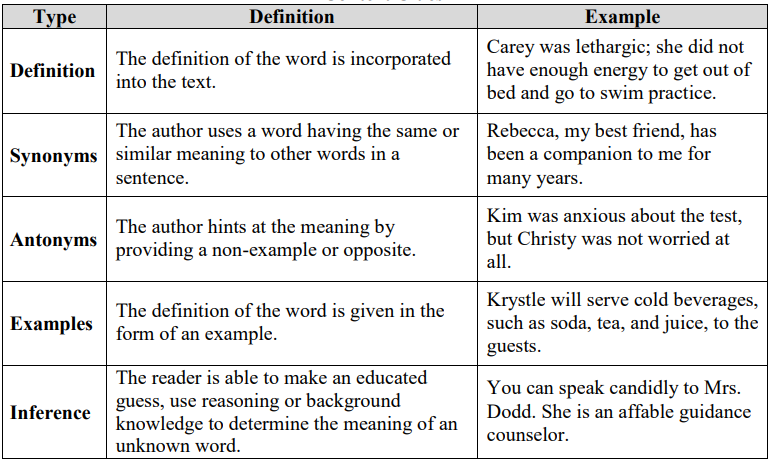 Type Definition Example
Definition
The definition of the word is incorporated
into the text.
Carey was lethargic; she did not
have enough energy to get out of
bed and go to swim practice.
Synonyms
The author uses a word having the same or
similar meaning to other words in a
sentence.
Rebecca, my best friend, has
been a companion to me for
many years.
Antonyms
The author hints at the meaning by
providing a non-example or opposite.
Kim was anxious about the test,
but Christy was not worried at
all.
Examples
The definition of the word is given in the
form of an example.
Krystle will serve cold beverages,
such as soda, tea, and juice, to the
guests.
Inference
The reader is able to make an educated
guess, use reasoning or background
knowledge to determine the meaning of an
unknown word.
You can speak candidly to Mrs.
Dodd. She is an affable guidance
counselor.